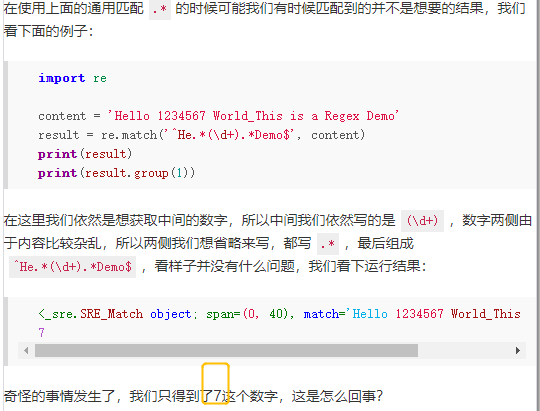 在使用上面的通用匹配 .* 的时候可能我们有时候匹配到的并不是想要的结果，我们
看下面的例子：
import re
content = 'Hello 1234567 World_This is a Regex Demo'
result = re.match('^He.*(\d+).*Demo$', content)
print(result)
print(result.group(1))
在这里我们依然是想获取中间的数字，所以中间我们依然写的是 (\d+) ，数字两侧由
于内容比较杂乱，所以两侧我们想省略来写，都写 .* ，最后组成
^He.*(\d+).*Demo$ ，看样子并没有什么问题，我们看下运行结果：
<_sre.SRE_Match object; span=(0, 40), match='Hello 1234567 World_This
7
奇怪的事情发生了，我们只得到了7这个数字，这是怎么回事？